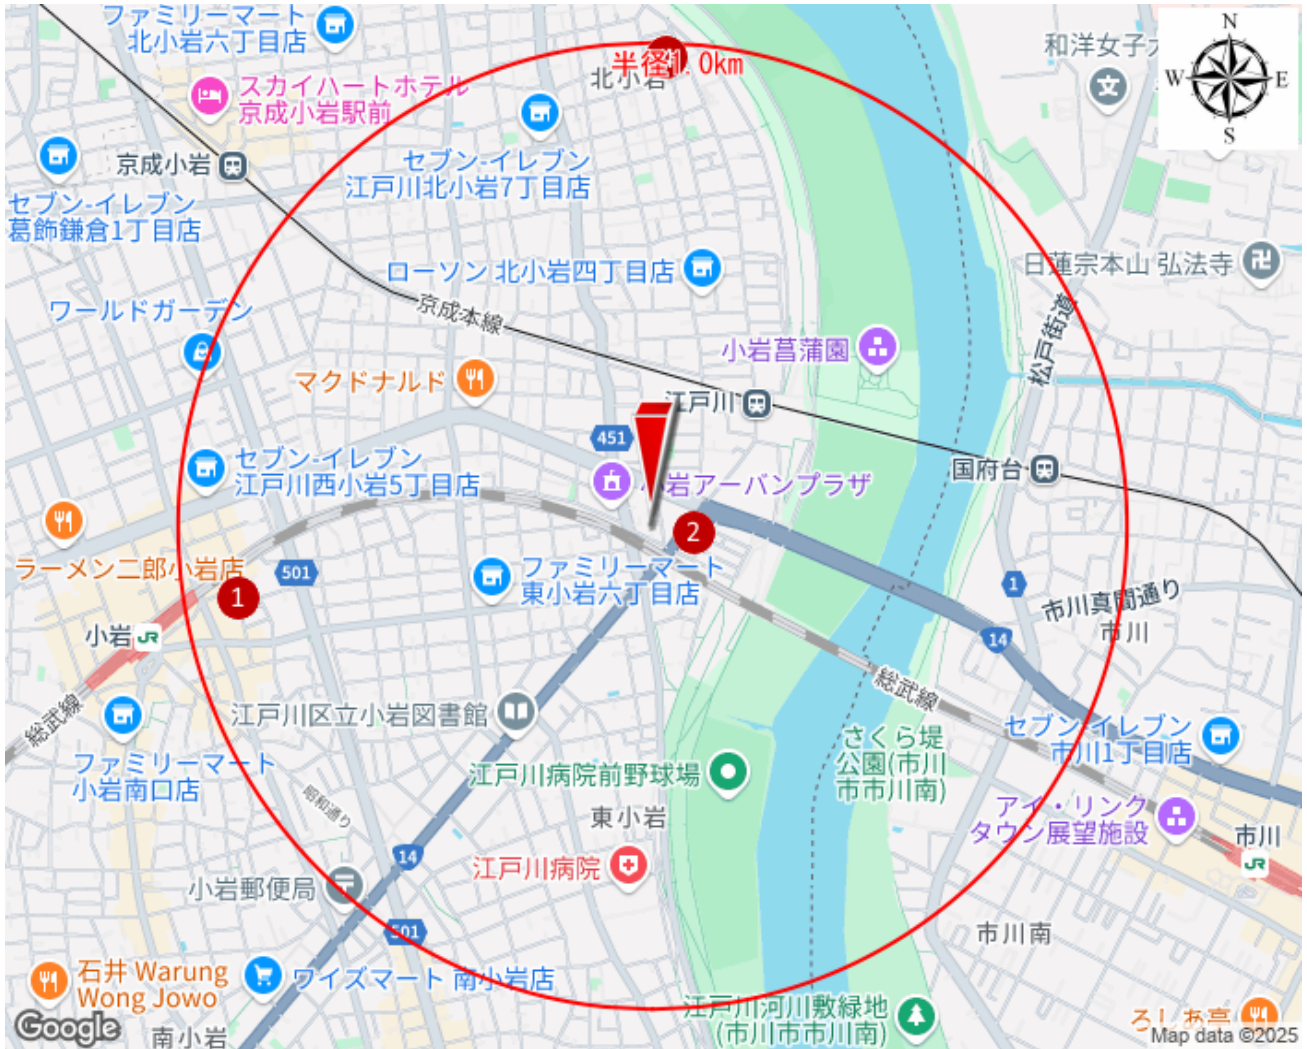 ファミリーマート
北小岩六丁目店
半径1.0km
北小岩
和洋女子大
N
W
E
S
スカイハートホテル
京成小岩駅前
京成小岩
セブン-イレブン
江戸川北小岩7丁目店
セブン-イレブン
葛飾鎌倉1丁目店
ローソン 北小岩四丁目店
日蓮宗本山 弘法寺
ワールドガーデン
京成本線
松戸街道
小岩菖蒲園
マクドナルド
江戸川
451
セブン-イレブン
江戸川西小岩5丁目店
小岩アーバンプラザ
国府台
2
ラーメン二郎小岩店
501
1
ファミリーマート
東小岩六丁目店
1
市川真間通り
市川
小岩
JR
14
総武線
総武線
江戸川区立小岩図書館
ファミリーマート
小岩南口店
さくら堤
公園(市川
市市川南)
セブン-イレブン
市川1丁目店
江戸川病院前野球場
昭和通り
東小岩
アイ・リンク
タウン展望施設
市川
JR
14
江戸川病院
小岩郵便局
501
市川南
石井 Warung
Wong Jowo
ワイズマート 南小岩店
江戸川河川敷緑地
(市川市市川南)
Google
南小岩
Map data ©2025